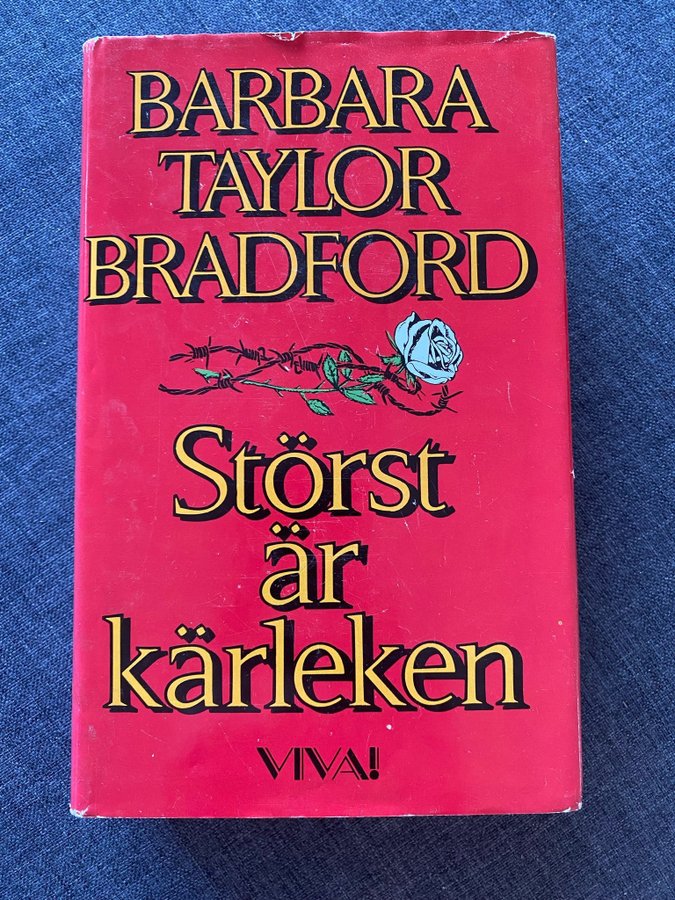 BARBARA
TAYLOR
BRADFORD
Störst
är
kärleken
VIVA!